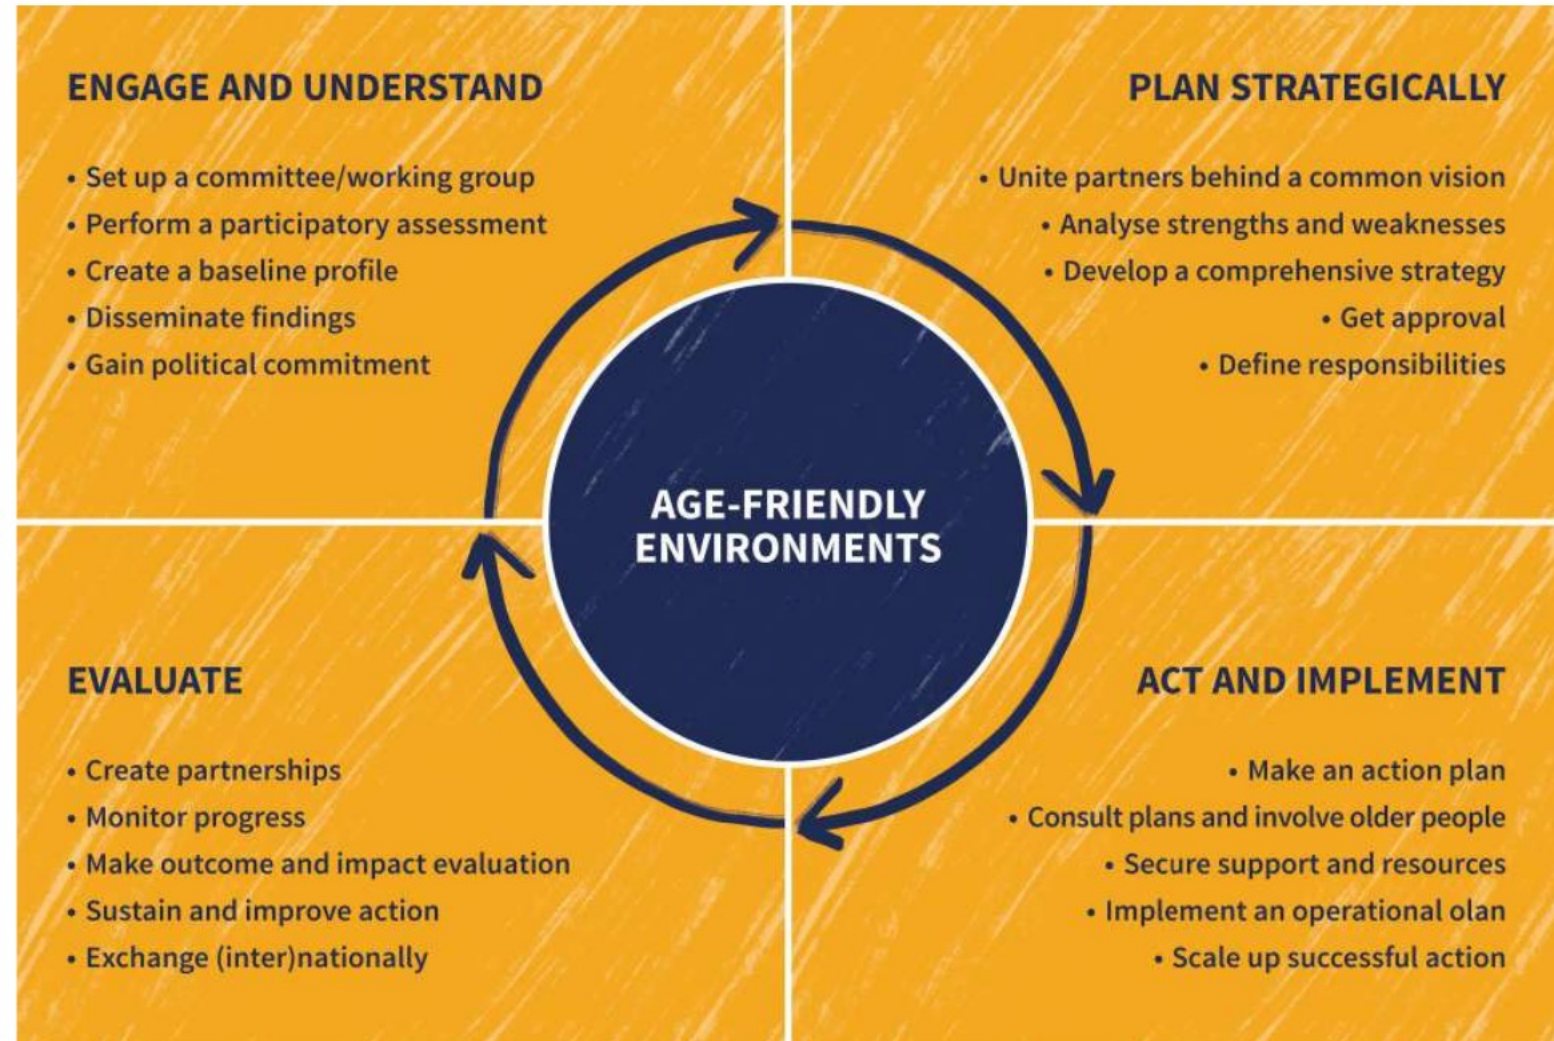 ENGAGE AND UNDERSTAND
• Set up a committee/working group
• Perform a participatory assessment
• Create a baseline profile
• Disseminate findings
• Gain political commitment
PLAN STRATEGICALLY
• Unite partners behind a common vision
• Analyse strengths and weaknesses
• Develop a comprehensive strategy
• Get approval
• Define responsibilities
AGE-FRIENDLY
ENVIRONMENTS
EVALUATE
• Create partnerships
• Monitor progress
• Make outcome and impact evaluation
• Sustain and improve action
• Exchange (inter)nationally
ACT AND IMPLEMENT
• Make an action plan
• Consult plans and involve older people
• Secure support and resources
• Implement an operational olan
• Scale up successful action